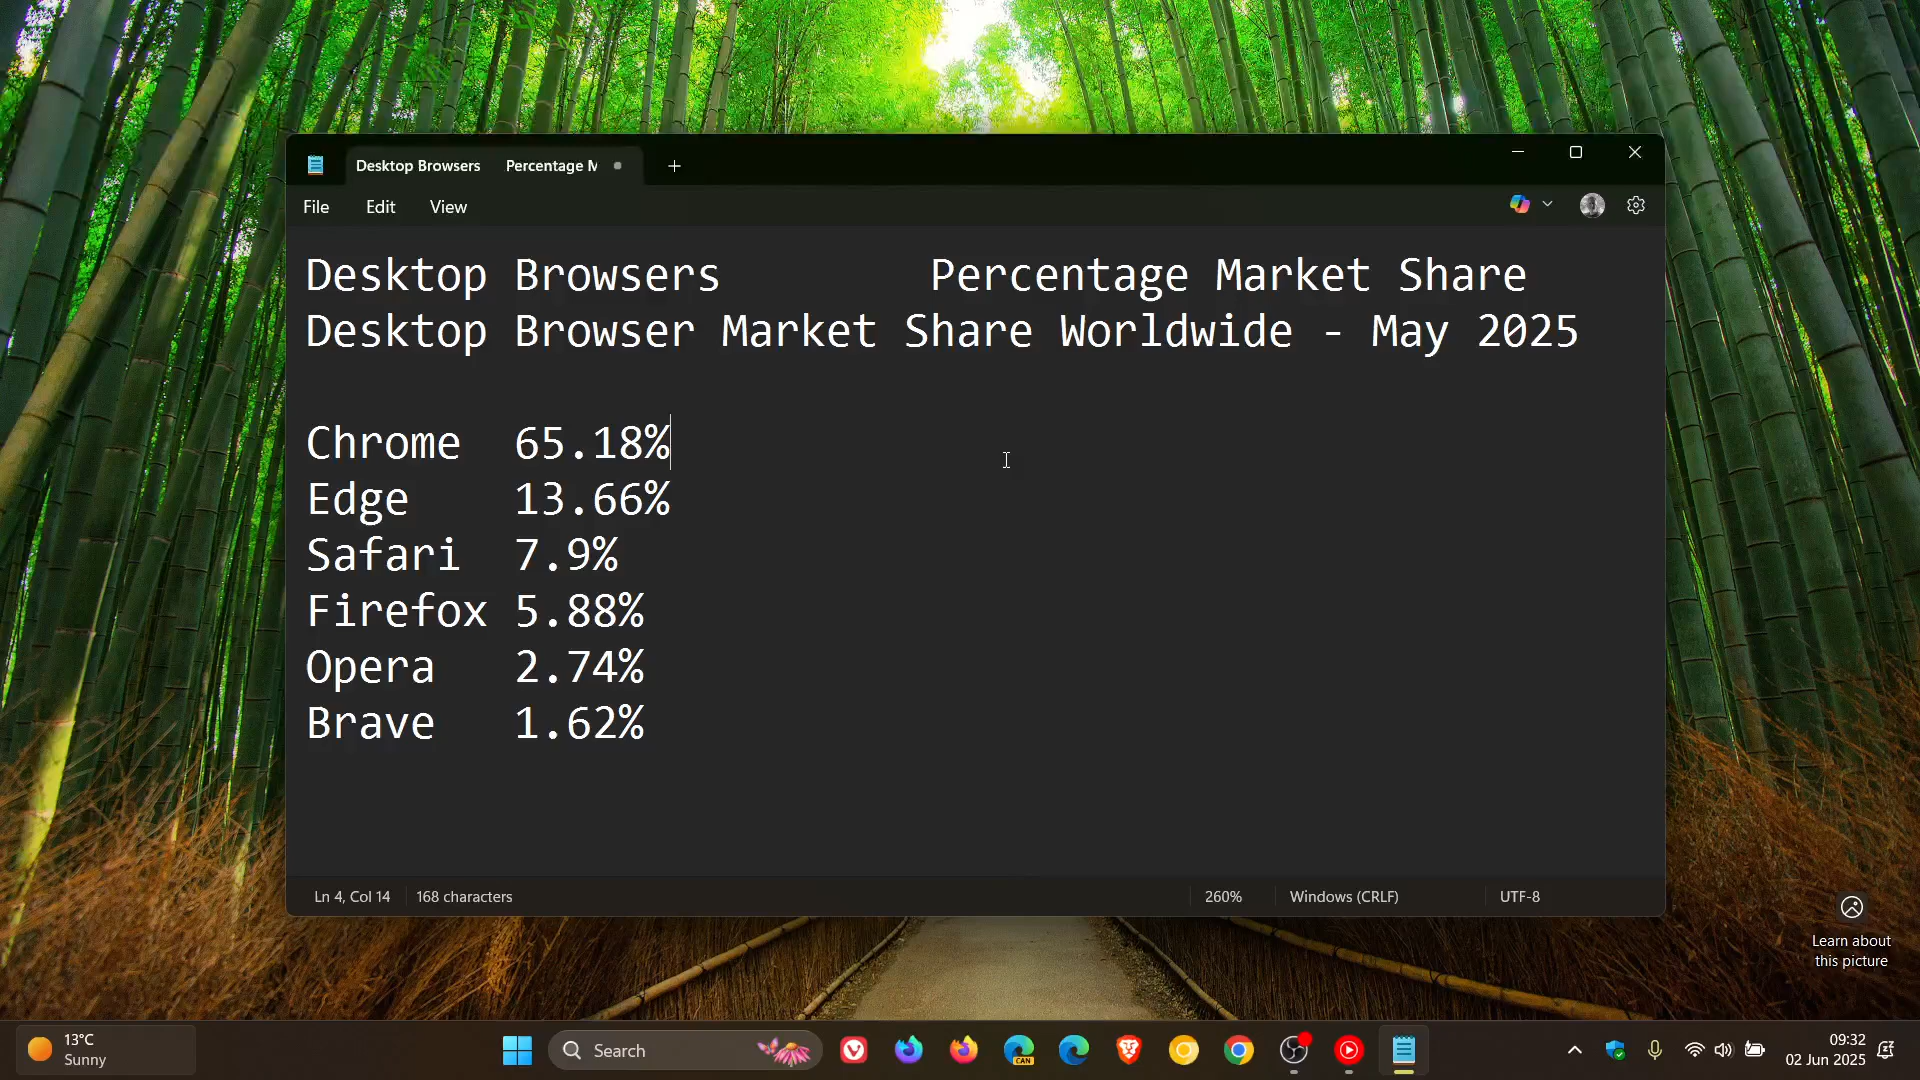 Desktop Browsers Percentage M
File Edit View
Desktop Browsers Percentage Market Share
Desktop Browser Market Share Worldwide - May 2025
Chrome 65.18%
Edge 13.66%
Safari 7.9%
Firefox 5.88%
Opera 2.74%
Brave 1.62%
Ln 4, Col 14 168 characters 260% Windows (CRLF) UTF-8
Learn about
this picture
13°C
Sunny
Search
CAN
09:32
02 Jun 2025